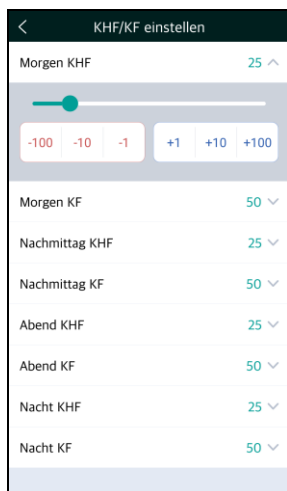 KHF/KF einstellen
Morgen KHF 25
-100 -10 -1 +1 +10 +100
Morgen KF 50
Nachmittag KHF 25
Nachmittag KF 50
Abend KHF 25
Abend KF 50
Nacht KHF 25
Nacht KF 50